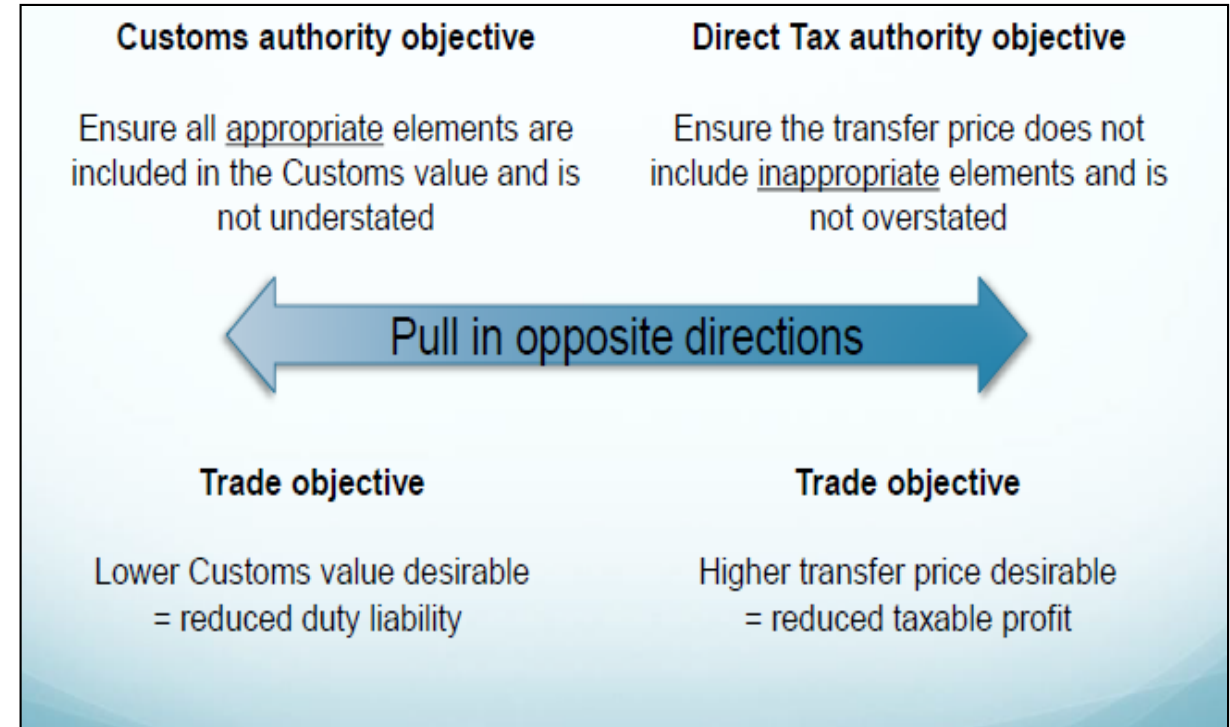 Customs authority objective
Ensure all appropriate elements are
included in the Customs value and is
not understated
Direct Tax authority objective
Ensure the transfer price does not
include inappropriate elements and is
not overstated
Pull in opposite directions
Trade objective
Lower Customs value desirable
= reduced duty liability
Trade objective
Higher transfer price desirable
= reduced taxable profit